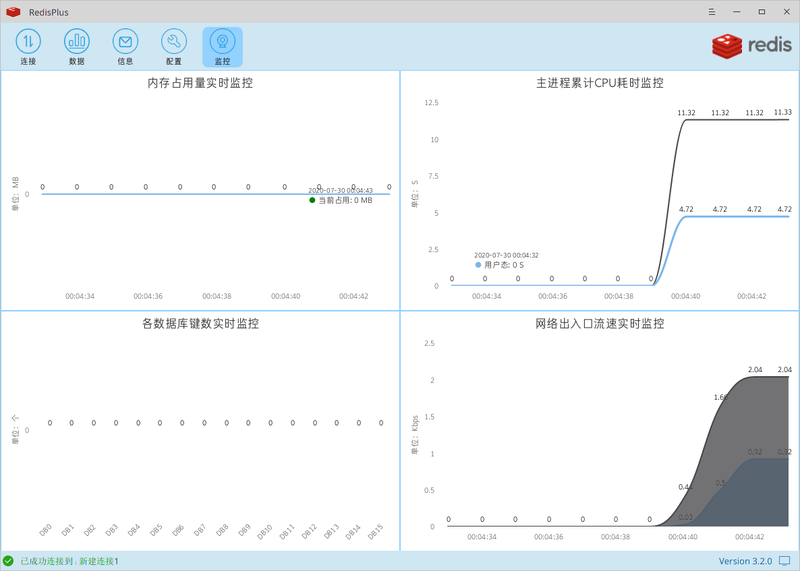 RedisPlus
连接 数据 信息 配置 监控
redis
内存占用量实时监控
单位：MB
0
0 0 0 0 0 0 0 0 0 0 0
2020-07-30 00:04:43
当前占用: 0 MB
00:04:34 00:04:36 00:04:38 00:04:40 00:04:42
主进程累计CPU耗时监控
单位：S
12.5
10
7.5
5
2.5
0
11.32 11.32 11.32 11.33
4.72 4.72 4.72 4.72
2020-07-30 00:04:32
用户态: 0 S
0 0 0 0 0 0 0
00:04:34 00:04:36 00:04:38 00:04:40 00:04:42
各数据库键数实时监控
单位：个
0
0 0 0 0 0 0 0 0 0 0 0 0 0 0 0 0
DB0 DB1 DB2 DB3 DB4 DB5 DB6 DB7 DB8 DB9 DB10 DB11 DB12 DB13 DB14 DB15
网络出入口流速实时监控
单位：Kbps
2.5
2
1.5
1
0.5
0
2.04 2.04
0.92 0.92
0.03
0 0 0 0 0 0 0
00:04:34 00:04:36 00:04:38 00:04:40 00:04:42
已成功连接到 : 新建连接1
Version 3.2.0